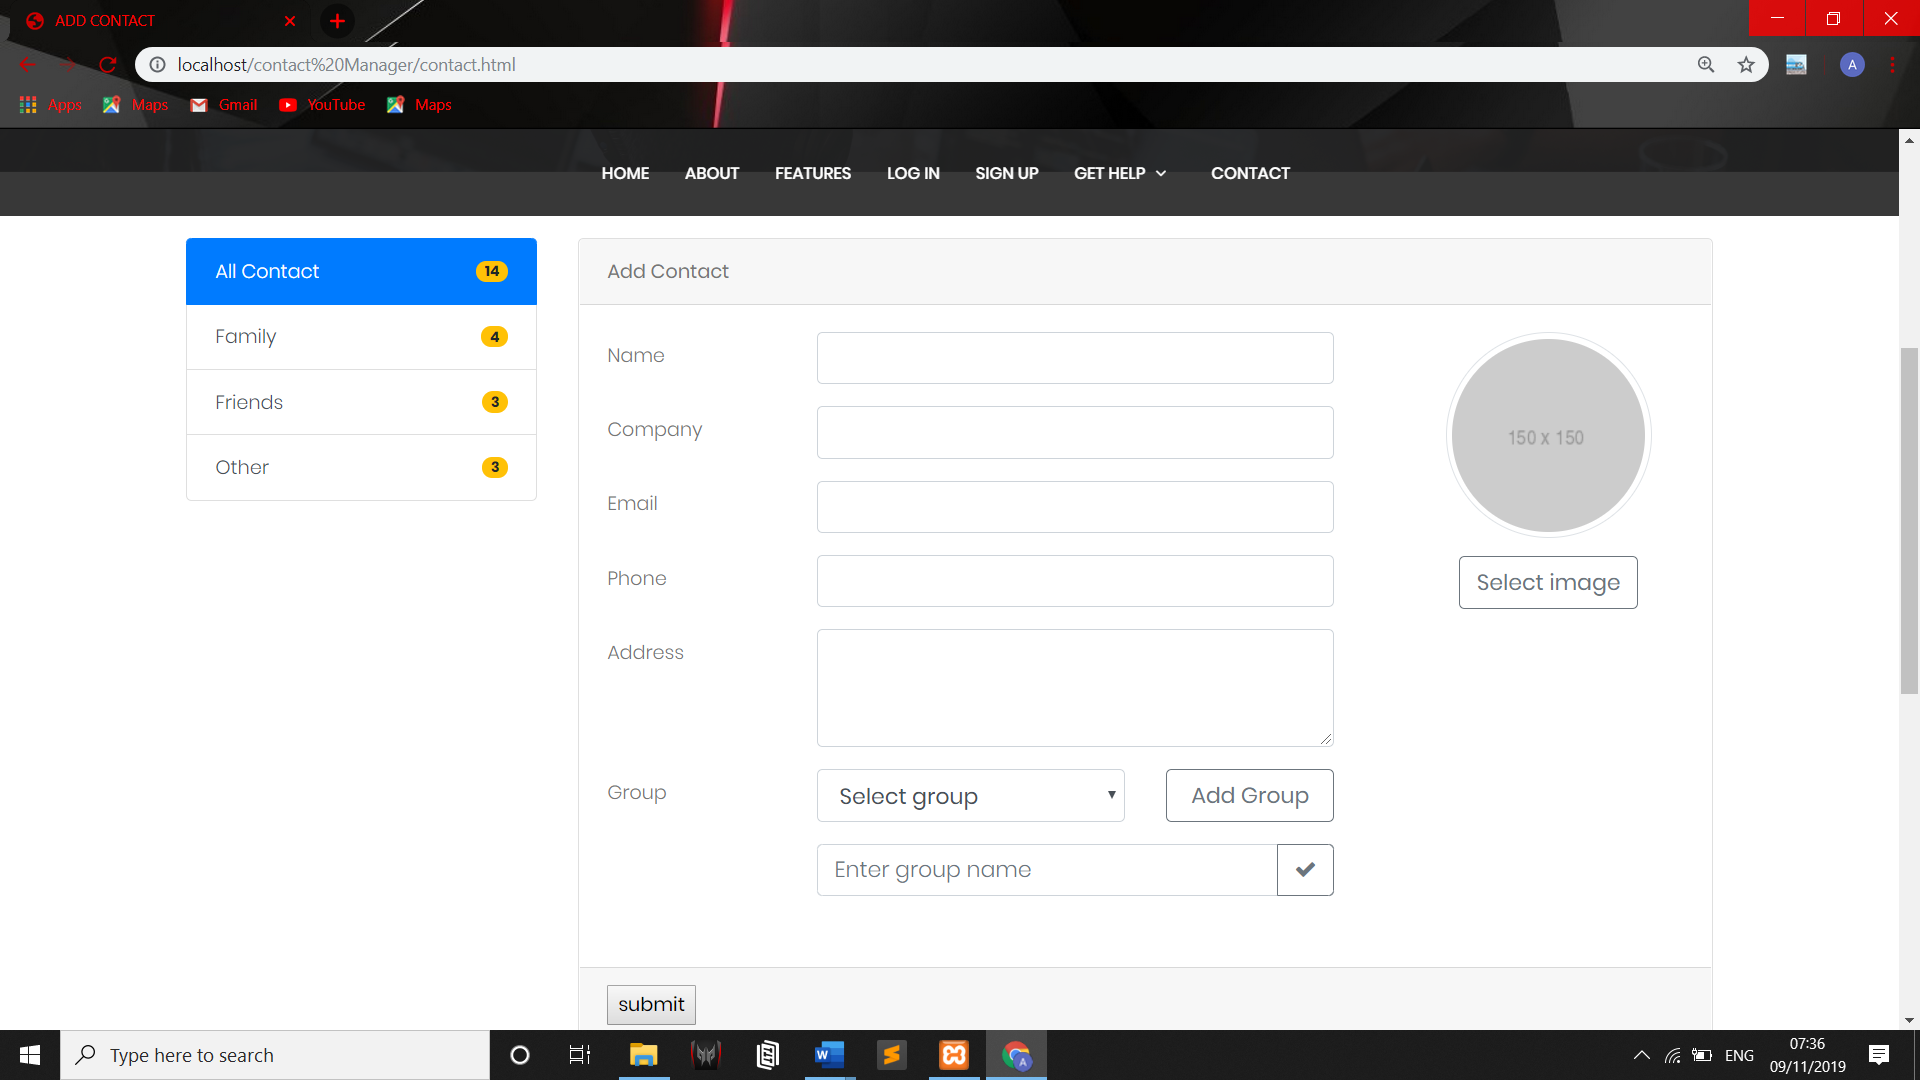 ADD CONTACT
localhost/contact%20Manager/contact.html
A
Apps Maps Gmail YouTube Maps
HOME ABOUT FEATURES LOG IN SIGN UP GET HELP CONTACT
All Contact 14
Family 4
Friends 3
Other 3
Add Contact
Name
Company
Email
Phone
Address
Group
Select group
Add Group
Enter group name
150 x 150
Select image
submit
Type here to search
ENG
07:36
09/11/2019